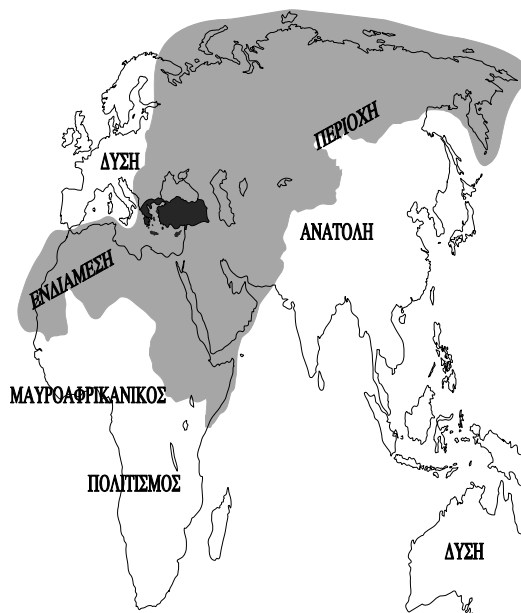 ΠΕΡΙΟΧΗ
ΔΥΣΗ
ΑΝΑΤΟΛΗ
ΕΝΔΙΑΜΕΣΗ
ΜΑΥΡΟΑΦΡΙΚΑΝΙΚΟΣ
ΠΟΛΙΤΙΣΜΟΣ
ΔΥΣΗ